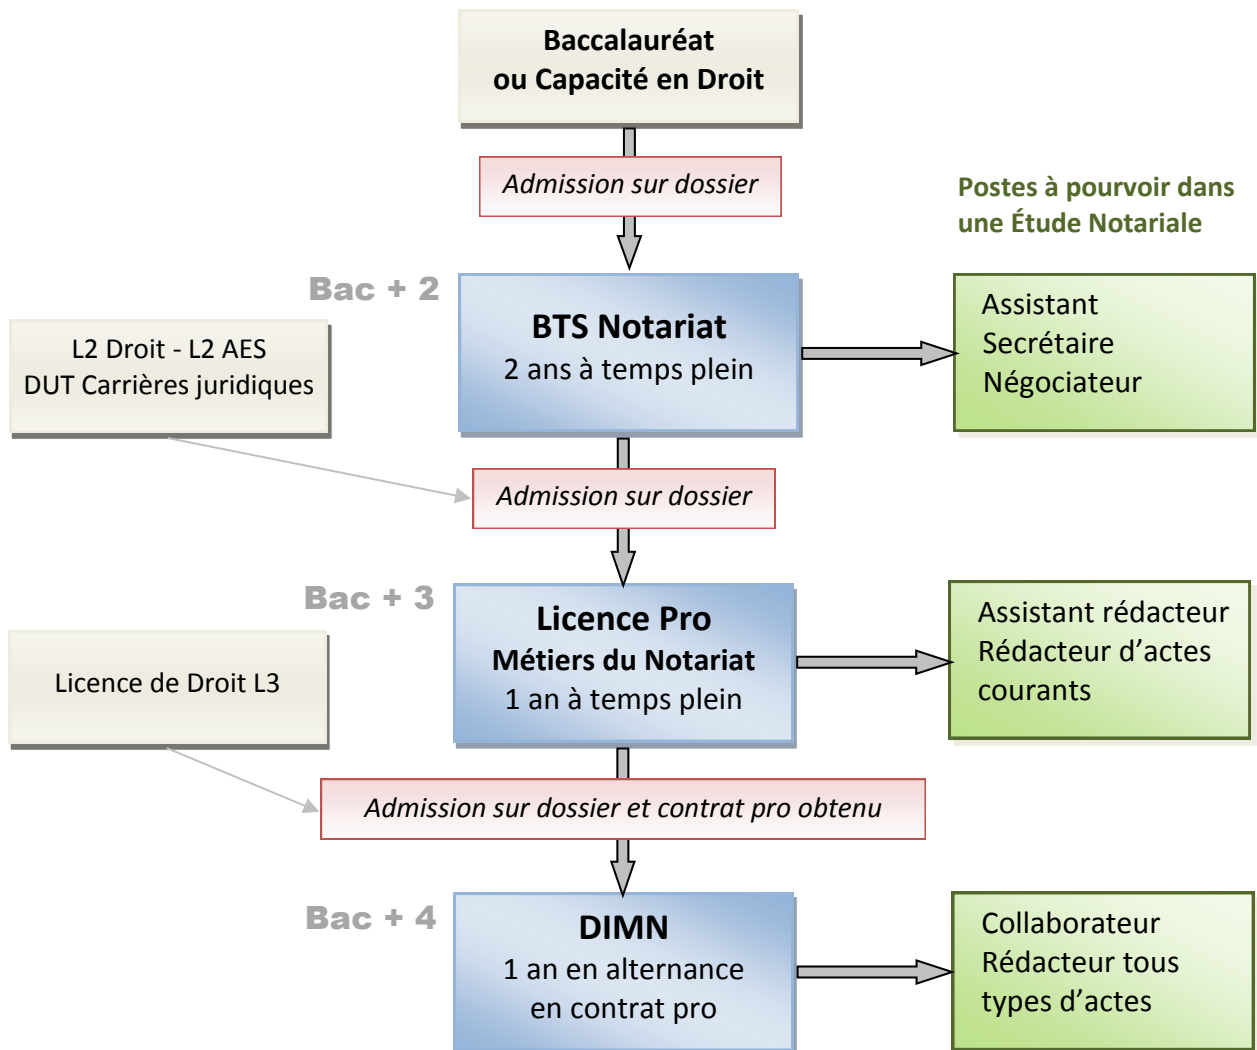 Baccalauréat
ou Capacité en Droit
Admission sur dossier
Postes à pourvoir dans
une Étude Notariale
Bac + 2
BTS Notariat
2 ans à temps plein
Assistant
Secrétaire
Négociateur
L2 Droit - L2 AES
DUT Carrières juridiques
Admission sur dossier
Bac + 3
Licence Pro
Métiers du Notariat
1 an à temps plein
Assistant rédacteur
Rédacteur d’actes
courants
Licence de Droit L3
Admission sur dossier et contrat pro obtenu
Bac + 4
DIMN
1 an en alternance
en contrat pro
Collaborateur
Rédacteur tous
types d’actes